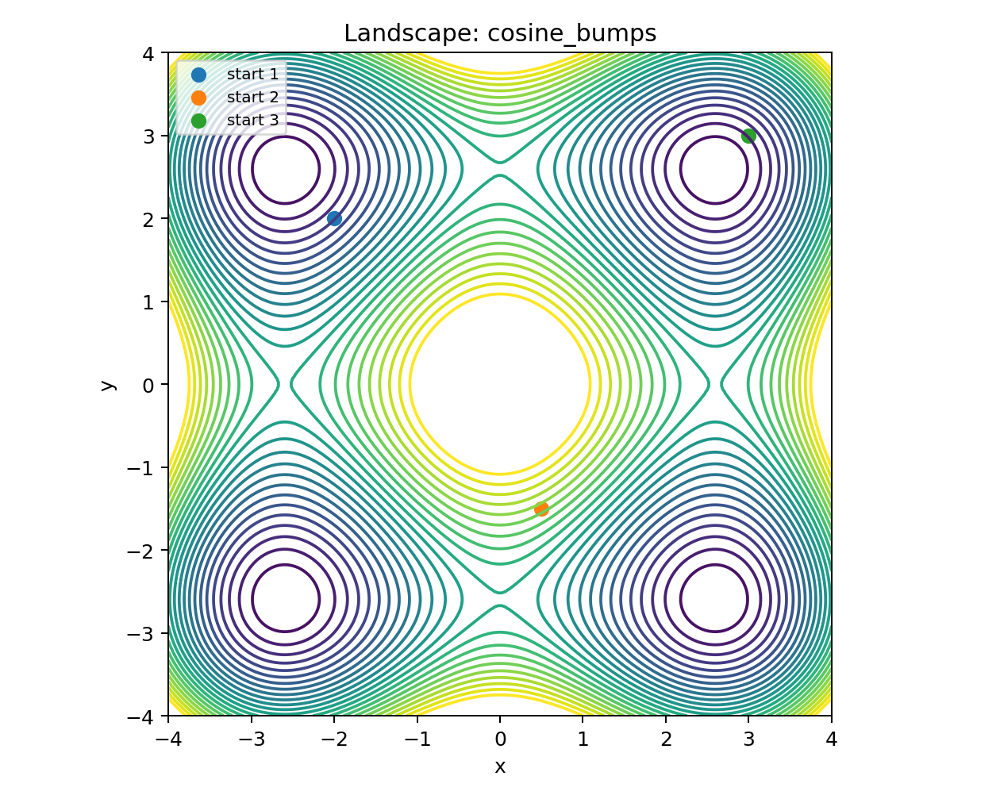 Landscape: cosine_bumps
start 1
start 2
start 3
4
3
2
1
0
−1
−2
−3
−4
y
−4 −3 −2 −1 0 1 2 3 4
x